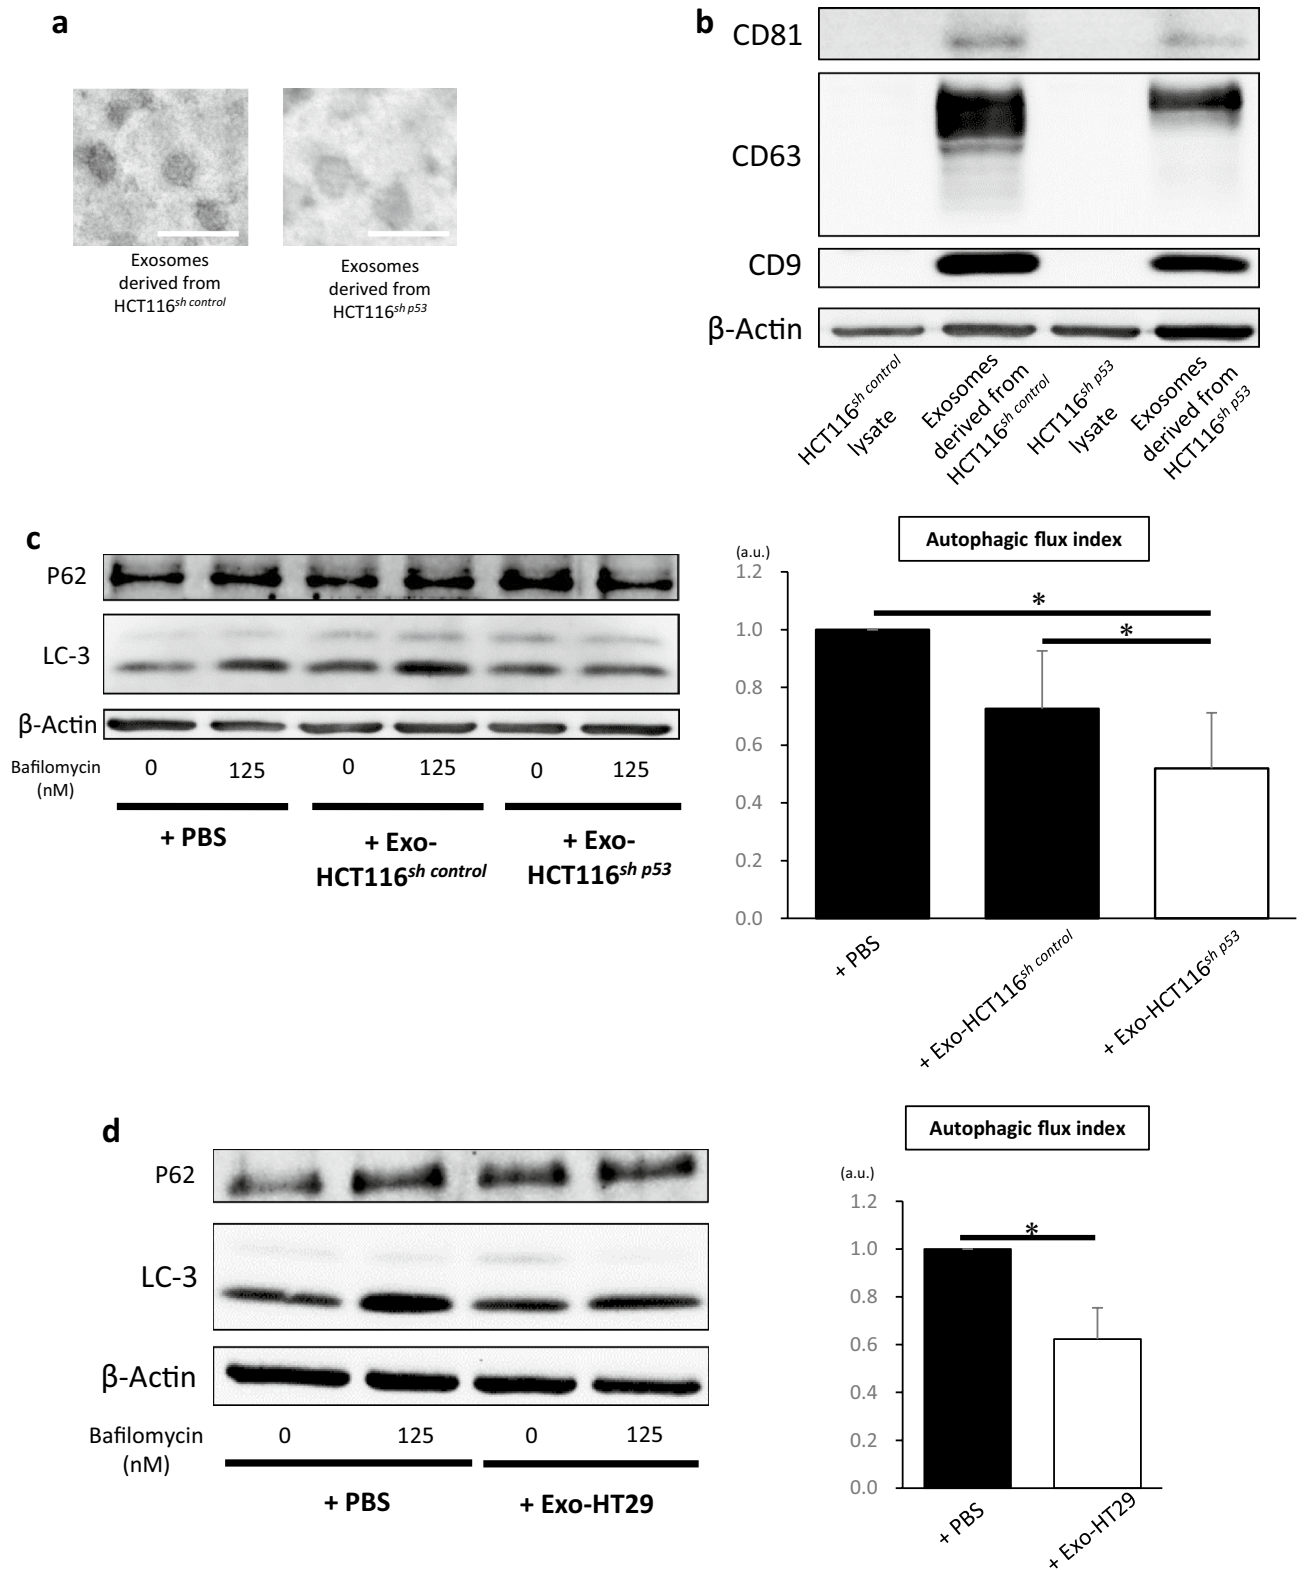 a
Exosomes
derived from
HCT116sh control
Exosomes
derived from
HCT116sh p53
b
CD81
CD63
CD9
β-Actin
HCT116sh control
lysate
Exosomes
derived from
HCT116sh control
HCT116sh p53
lysate
Exosomes
derived from
HCT116sh p53
c
P62
LC-3
β-Actin
Bafilomycin
(nM)
0
125
0
125
0
125
+ PBS
+ Exo-
HCT116sh control
+ Exo-
HCT116sh p53
Autophagic flux index
(a.u.)
1.2
1.0
0.8
0.6
0.4
0.2
0.0
*
*
+ PBS
+ Exo-HCT116sh control
+ Exo-HCT116sh p53
d
P62
LC-3
β-Actin
Bafilomycin
(nM)
0
125
0
125
+ PBS
+ Exo-HT29
Autophagic flux index
(a.u.)
1.2
1.0
0.8
0.6
0.4
0.2
0.0
*
+ PBS
+ Exo-HT29